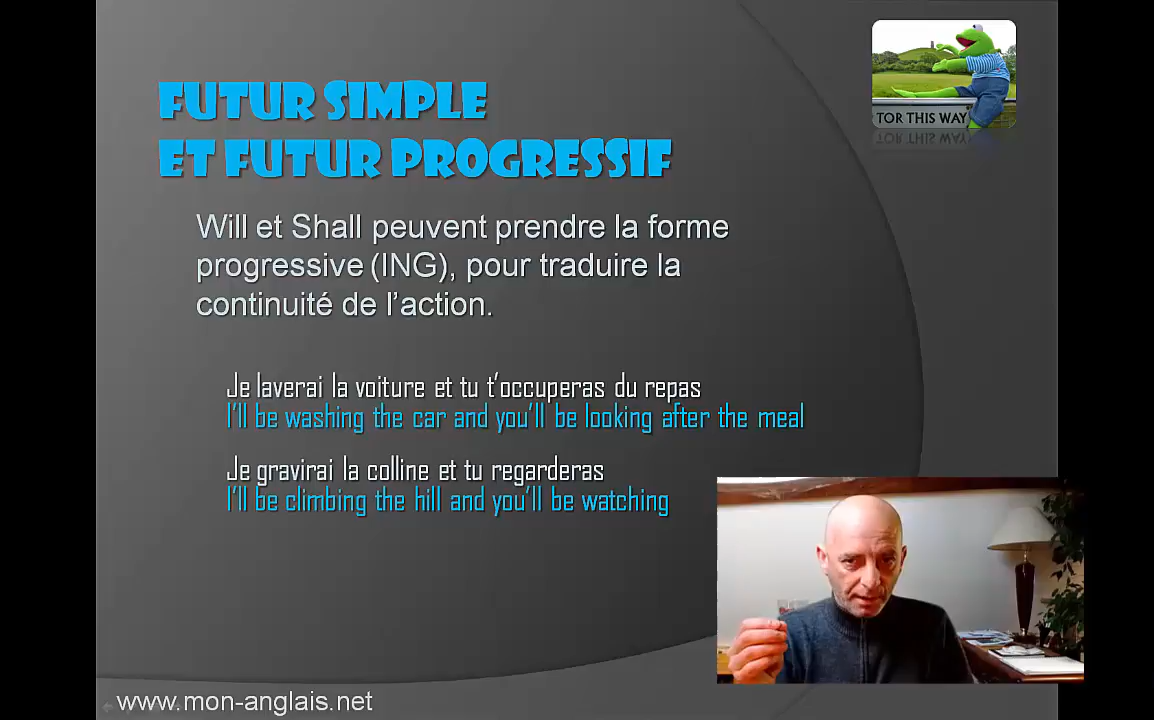 FUTUR SIMPLE
ET FUTUR PROGRESSIF
TOR THIS WAY
Will et Shall peuvent prendre la forme
progressive (ING), pour traduire la
continuité de l’action.
Je laverai la voiture et tu t’occuperas du repas
I’ll be washing the car and you’ll be looking after the meal
Je gravirai la colline et tu regarderas
I’ll be climbing the hill and you’ll be watching
www.mon-anglais.net